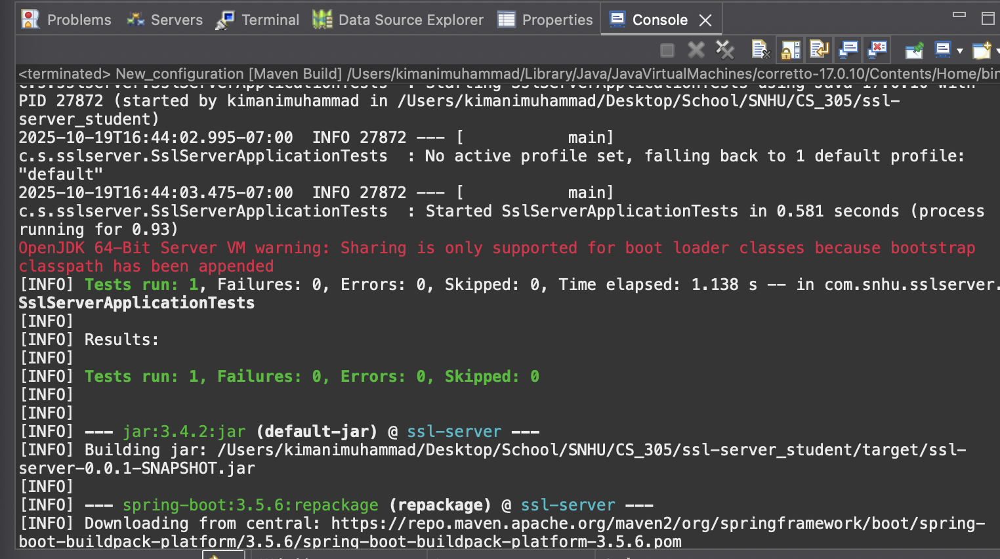 Problems Servers Terminal Data Source Explorer Properties Console
<terminated> New_configuration [Maven Build] /Users/kimanimuhammad/Library/Java/JavaVirtualMachines/corretto-17.0.10/Contents/Home/bin
c.s.sslserver.SslServerApplicationTests : Starting SslServerApplicationTests using Java 17.0.10 with
PID 27872 (started by kimanimuhammad in /Users/kimanimuhammad/Desktop/School/SNHU/CS_305/ssl-
server_student)
2025-10-19T16:44:02.995-07:00  INFO 27872 --- [           main]
c.s.sslserver.SslServerApplicationTests  : No active profile set, falling back to 1 default profile:
"default"
2025-10-19T16:44:03.475-07:00  INFO 27872 --- [           main]
c.s.sslserver.SslServerApplicationTests  : Started SslServerApplicationTests in 0.581 seconds (process
running for 0.93)
OpenJDK 64-Bit Server VM warning: Sharing is only supported for boot loader classes because bootstrap
classpath has been appended
[INFO] Tests run: 1, Failures: 0, Errors: 0, Skipped: 0, Time elapsed: 1.138 s -- in com.snhu.sslserver.
SslServerApplicationTests
[INFO]
[INFO] Results:
[INFO]
[INFO] Tests run: 1, Failures: 0, Errors: 0, Skipped: 0
[INFO]
[INFO]
[INFO] --- jar:3.4.2:jar (default-jar) @ ssl-server ---
[INFO] Building jar: /Users/kimanimuhammad/Desktop/School/SNHU/CS_305/ssl-server_student/target/ssl-
server-0.0.1-SNAPSHOT.jar
[INFO]
[INFO] --- spring-boot:3.5.6:repackage (repackage) @ ssl-server ---
[INFO] Downloading from central: https://repo.maven.apache.org/maven2/org/springframework/boot/spring-
boot-buildpack-platform/3.5.6/spring-boot-buildpack-platform-3.5.6.pom